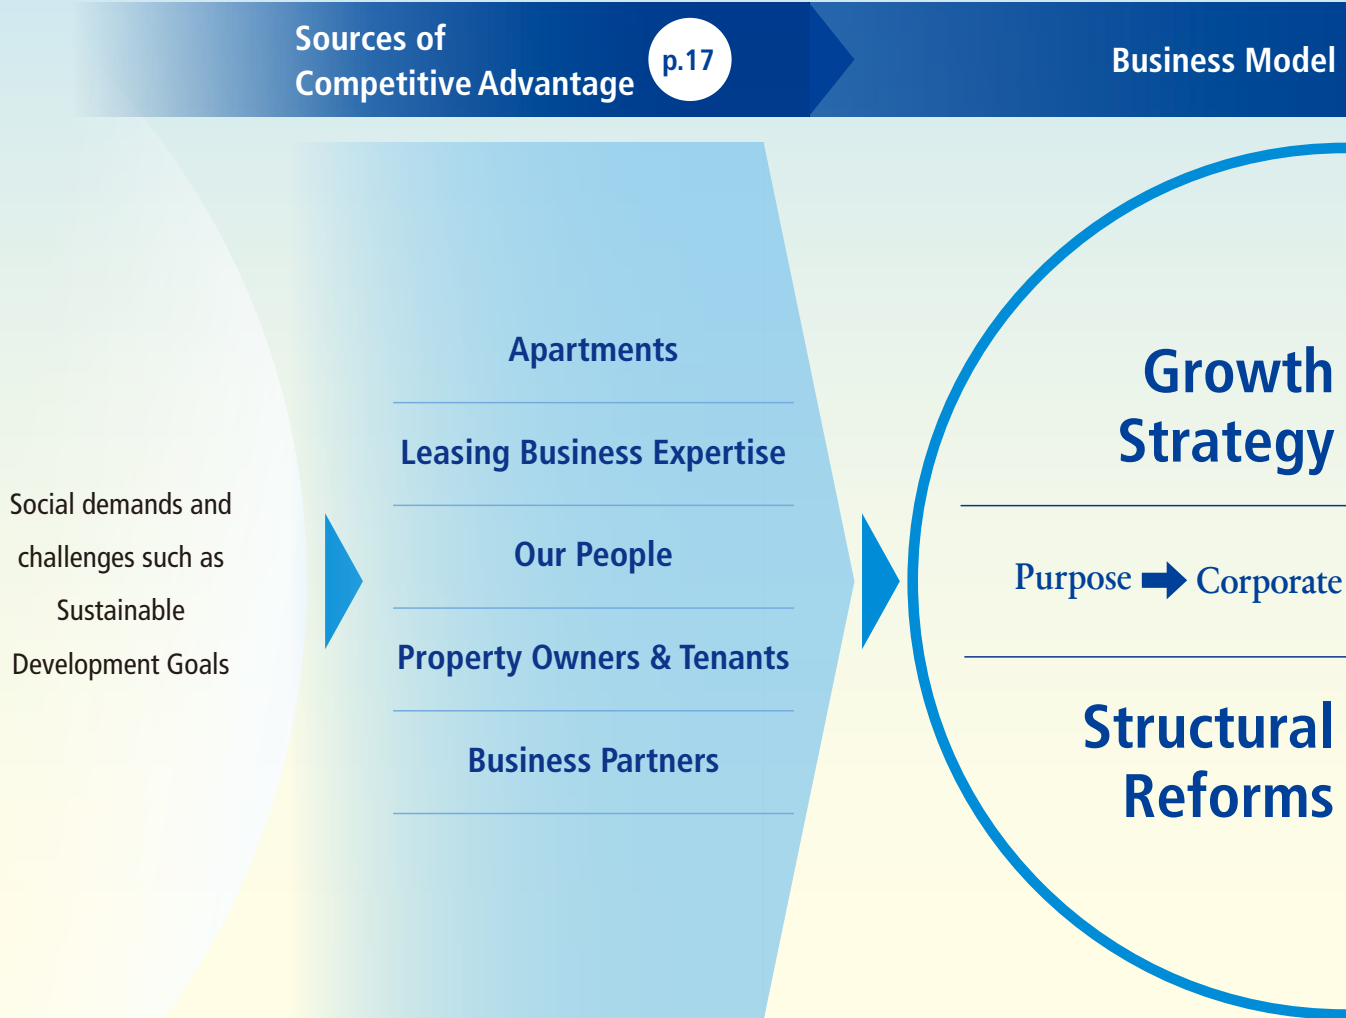 Sources of
Competitive Advantage
p.17
Business Model
Social demands and
challenges such as
Sustainable
Development Goals
Apartments
Leasing Business Expertise
Our People
Property Owners & Tenants
Business Partners
Growth
Strategy
Purpose
Corporate
Structural
Reforms